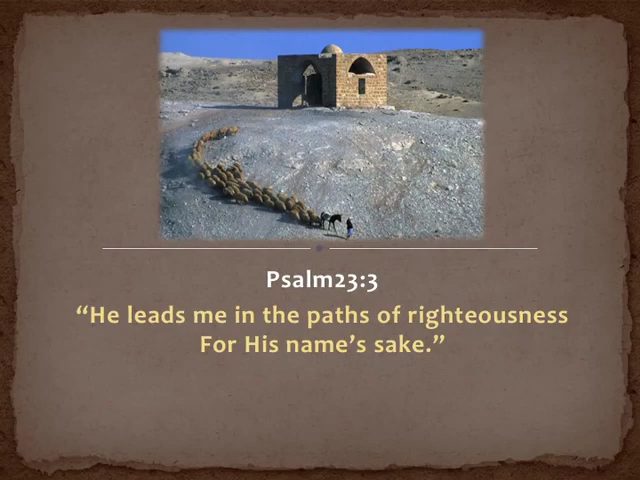 Psalm23:3
“He leads me in the paths of righteousness
For His name’s sake.”